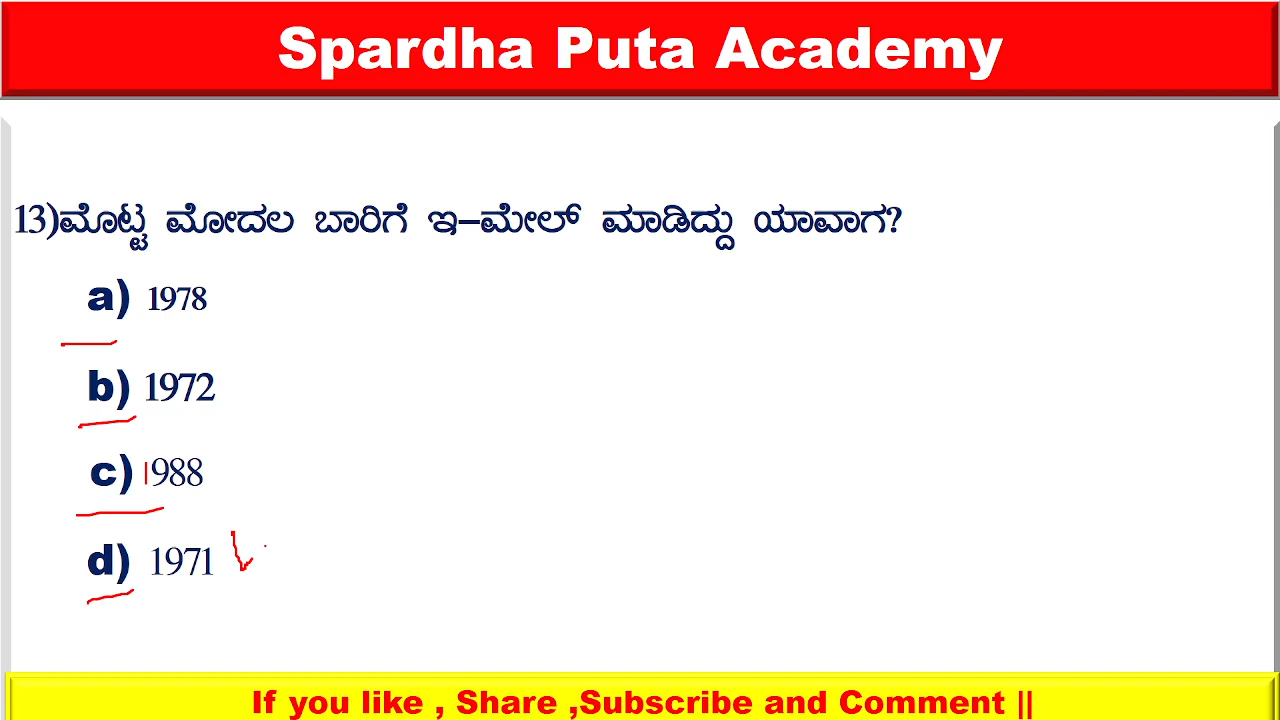 Spardha Puta Academy
13)ಮೊಟ್ಟ ಮೋದಲ ಬಾರಿಗೆ ಇ–ಮೇಲ್ ಮಾಡಿದ್ದು ಯಾವಾಗ?
a) 1978
b) 1972
c) 1988
d) 1971
If you like , Share ,Subscribe and Comment ||